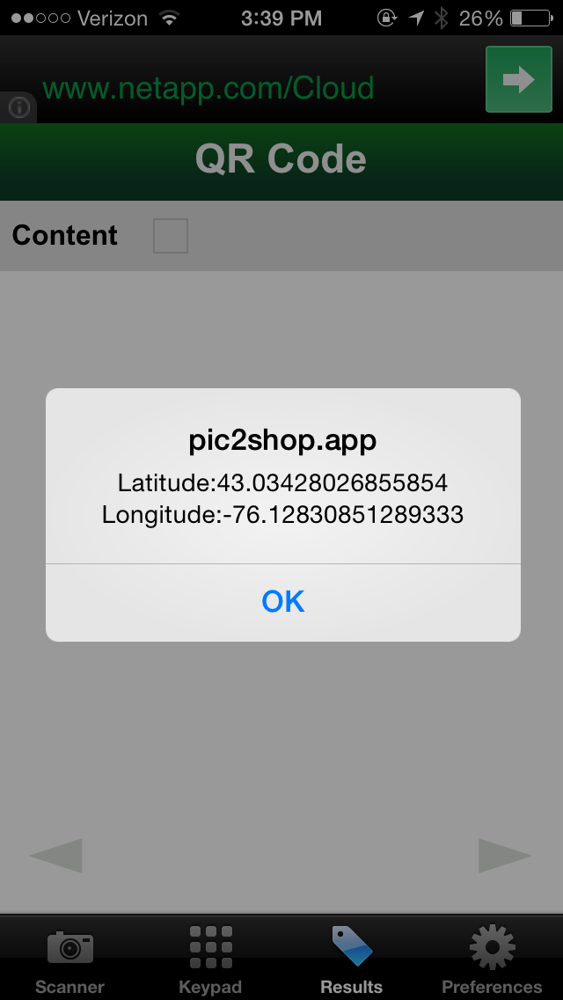 Verizon 3:39 PM 26%
www.netapp.com/Cloud
QR Code
Content
pic2shop.app
Latitude:43.03428026855854
Longitude:-76.12830851289333
OK
Scanner Keypad Results Preferences